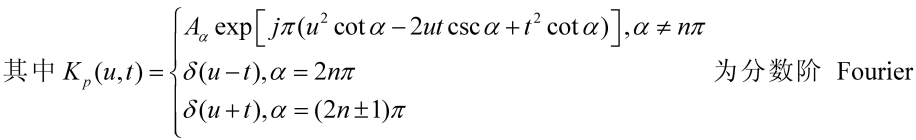 其中 K_p(u,t) = { A_α exp[jπ(u² cot α − 2ut csc α + t² cot α)], α ≠ nπ
δ(u−t), α = 2nπ
δ(u+t), α = (2n±1)π
为分数阶 Fourier